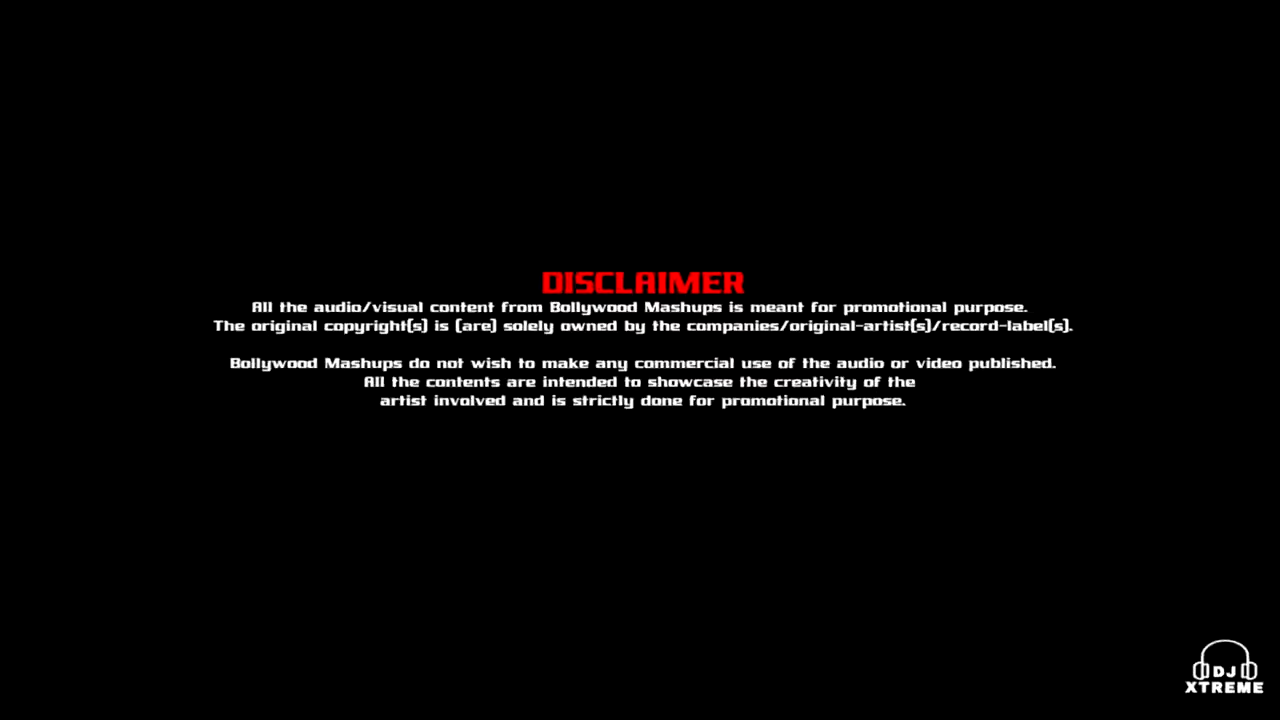 DISCLAIMER
All the audio/visual content from Bollywood Mashups is meant for promotional purpose.
The original copyright(s) is (are) solely owned by the companies/original-artist(s)/record-label(s).
Bollywood Mashups do not wish to make any commercial use of the audio or video published.
All the contents are intended to showcase the creativity of the
artist involved and is strictly done for promotional purpose.
DJ
XTREME